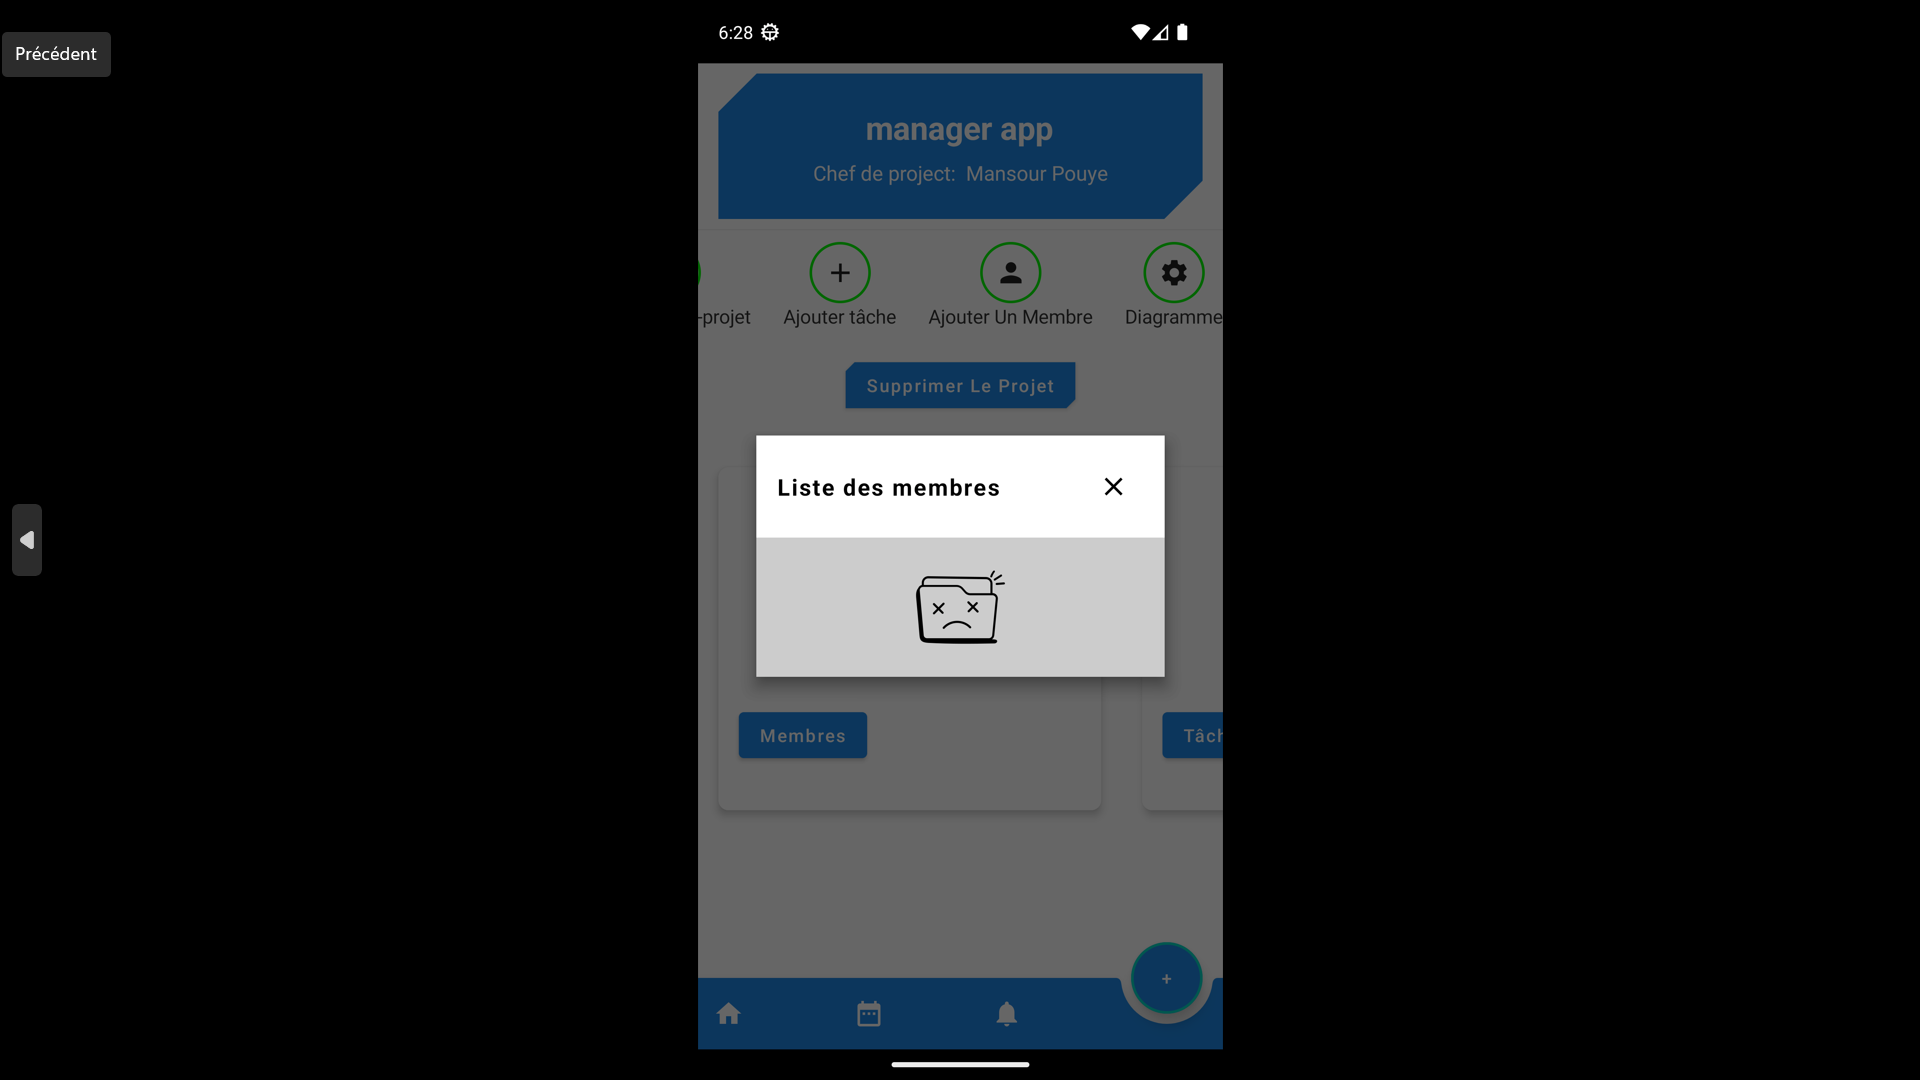 Précédent
6:28
manager app
Chef de project: Mansour Pouye
-projet
Ajouter tâche
Ajouter Un Membre
Diagramme
Supprimer Le Projet
Liste des membres
Membres
Tâch
+